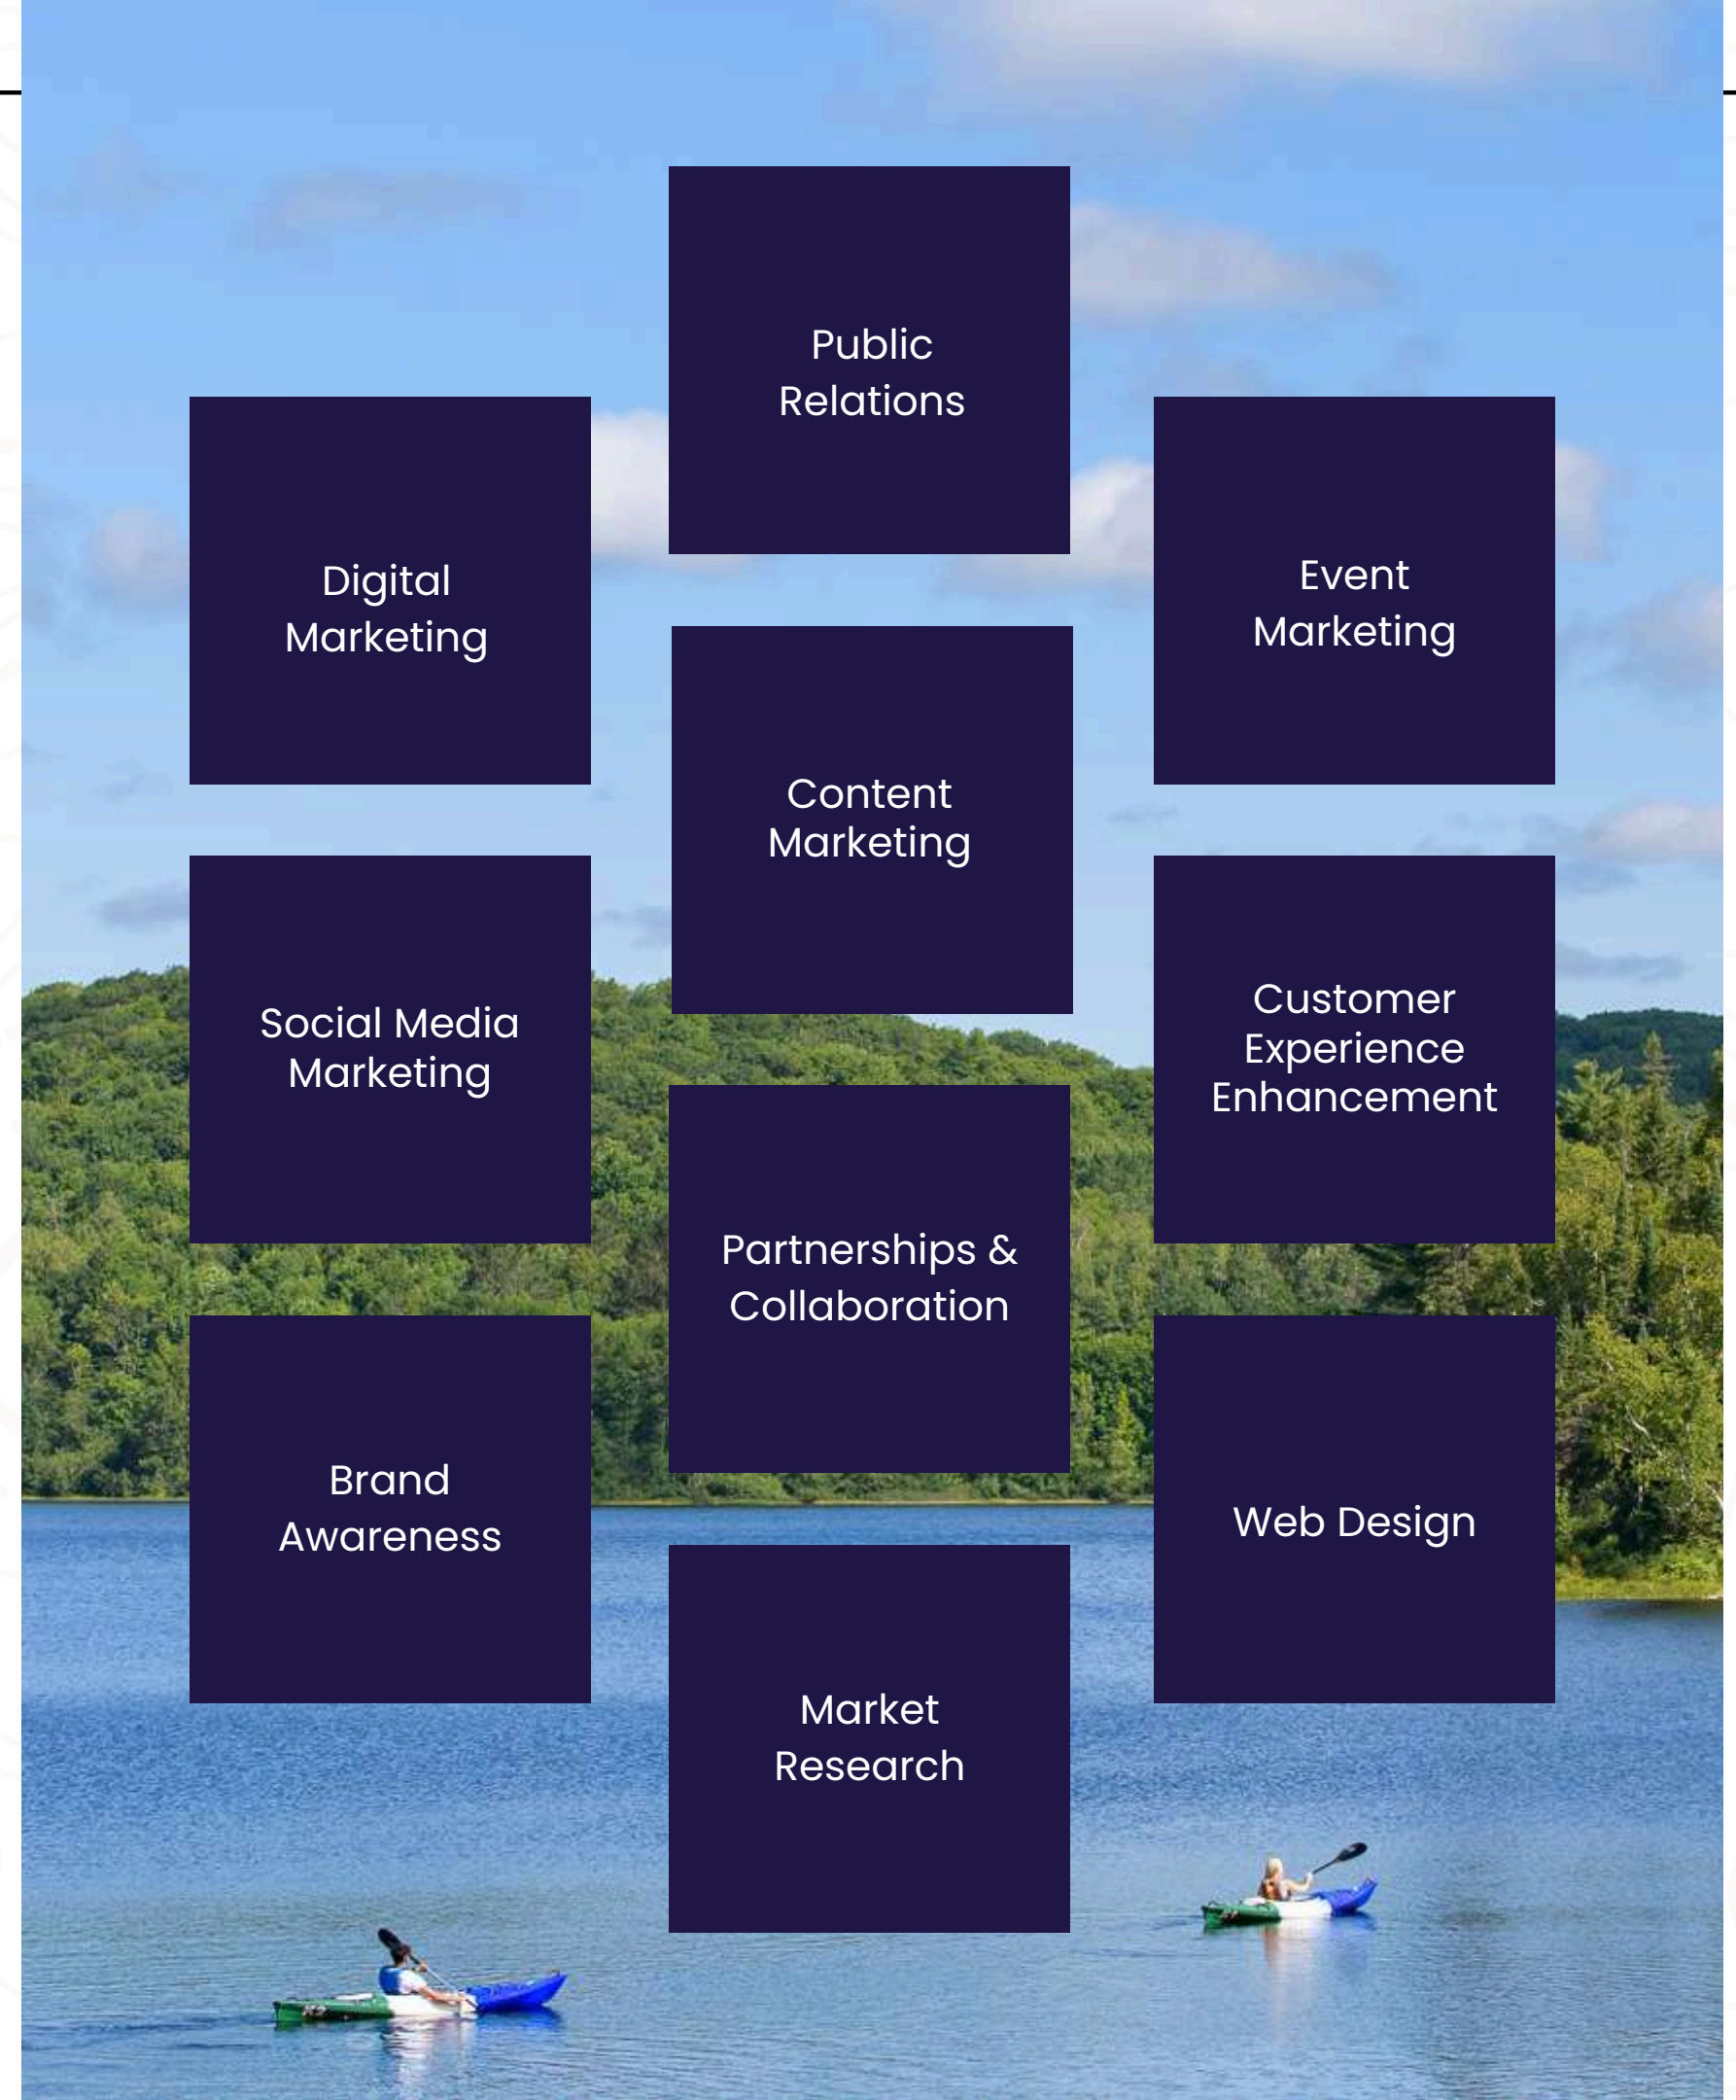 Public
Relations
Digital
Marketing
Event
Marketing
Content
Marketing
Social Media
Marketing
Customer
Experience
Enhancement
Partnerships &
Collaboration
Brand
Awareness
Web Design
Market
Research